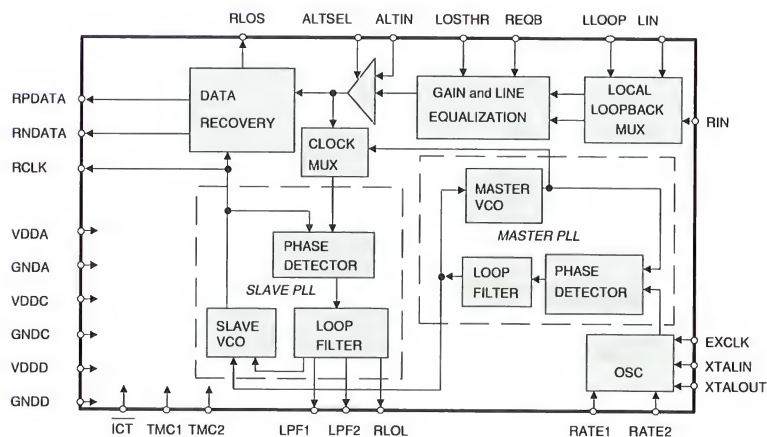 RLOS ALTSEL ALTIN LOSTHR REQB LLOOP LIN
RPDATA
RNDATA
RCLK
VDDA
GNDA
VDDC
GNDC
VDDD
GNDD
DATA
RECOVERY
CLOCK
MUX
GAIN and LINE
EQUALIZATION
LOCAL
LOOPBACK
MUX
RIN
MASTER
VCO
MASTER PLL
LOOP
FILTER
PHASE
DETECTOR
PHASE
DETECTOR
SLAVE PLL
SLAVE
VCO
LOOP
FILTER
OSC
EXCLK
XTALIN
XTALOUT
ICT TMC1 TMC2 LPF1 LPF2 RLOL RATE1 RATE2